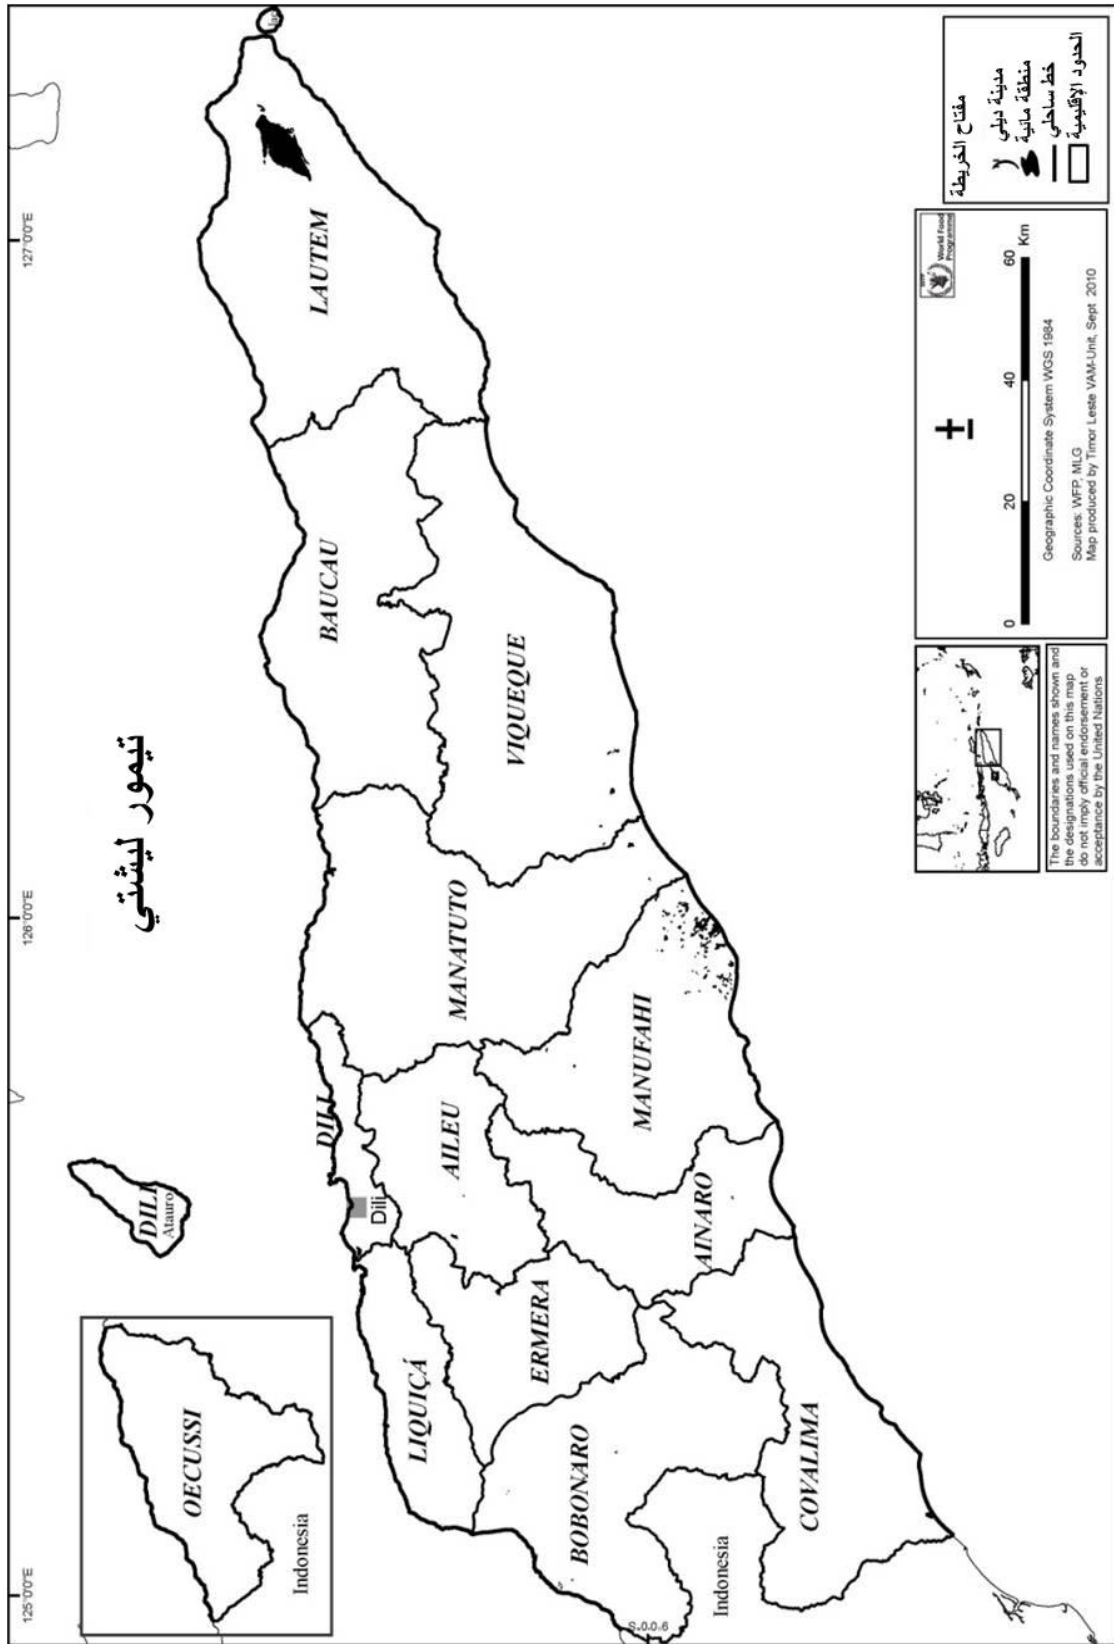 تيمور ليشتي
125°0'0"E
126°0'0"E
127°0'0"E
OECUSSI
Indonesia
DILI
Atauro
DILI
Dili
LIQUIÇÁ
AILEU
MANATUTO
BAUCAU
LAUTEM
VIQUEQUE
ERMERA
BOBONARO
AINARO
MANUFAHI
COVALIMA
Indonesia
The boundaries and names shown and
the designations used on this map
do not imply official endorsement or
acceptance by the United Nations
0 20 40 60 Km
World Food
Programme
Geographic Coordinate System WGS 1984
Sources: WFP, MLG
Map produced by Timor Leste VAM-Unit, Sept 2010
مفتاح الخريطة
مدينة ديلي
منطقة مائية
خط ساحلي
الحدود الإقليمية